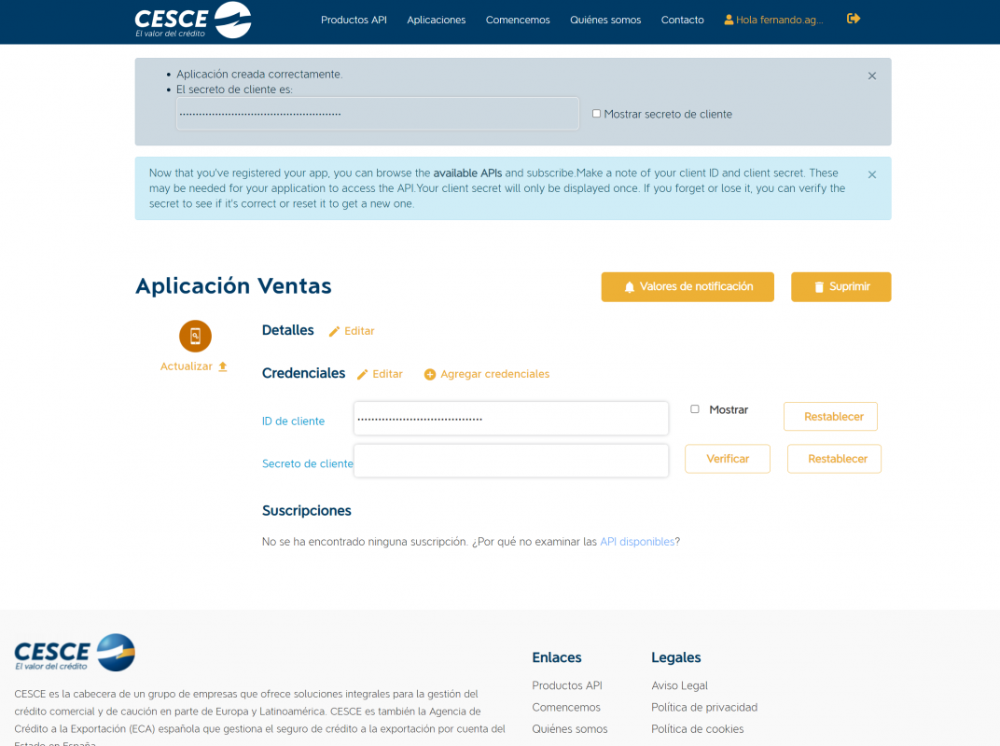 CESCE
El valor del crédito
Productos API
Aplicaciones
Comencemos
Quiénes somos
Contacto
Hola fernando.ag...
Aplicación creada correctamente.
El secreto de cliente es:
Mostrar secreto de cliente
Now that you've registered your app, you can browse the available APIs and subscribe.Make a note of your client ID and client secret. These
may be needed for your application to access the API.Your client secret will only be displayed once. If you forget or lose it, you can verify the
secret to see if it's correct or reset it to get a new one.
Aplicación Ventas
Valores de notificación
Suprimir
Actualizar
Detalles
Editar
Credenciales
Editar
Agregar credenciales
ID de cliente
Mostrar
Restablecer
Secreto de cliente
Verificar
Restablecer
Suscripciones
No se ha encontrado ninguna suscripción. ¿Por qué no examinar las API disponibles?
CESCE
El valor del crédito
CESCE es la cabecera de un grupo de empresas que ofrece soluciones integrales para la gestión del
crédito comercial y de caución en parte de Europa y Latinoamérica. CESCE es también la Agencia de
Crédito a la Exportación (ECA) española que gestiona el seguro de crédito a la exportación por cuenta del
Estado en España
Enlaces
Productos API
Comencemos
Quiénes somos
Legales
Aviso Legal
Política de privacidad
Política de cookies